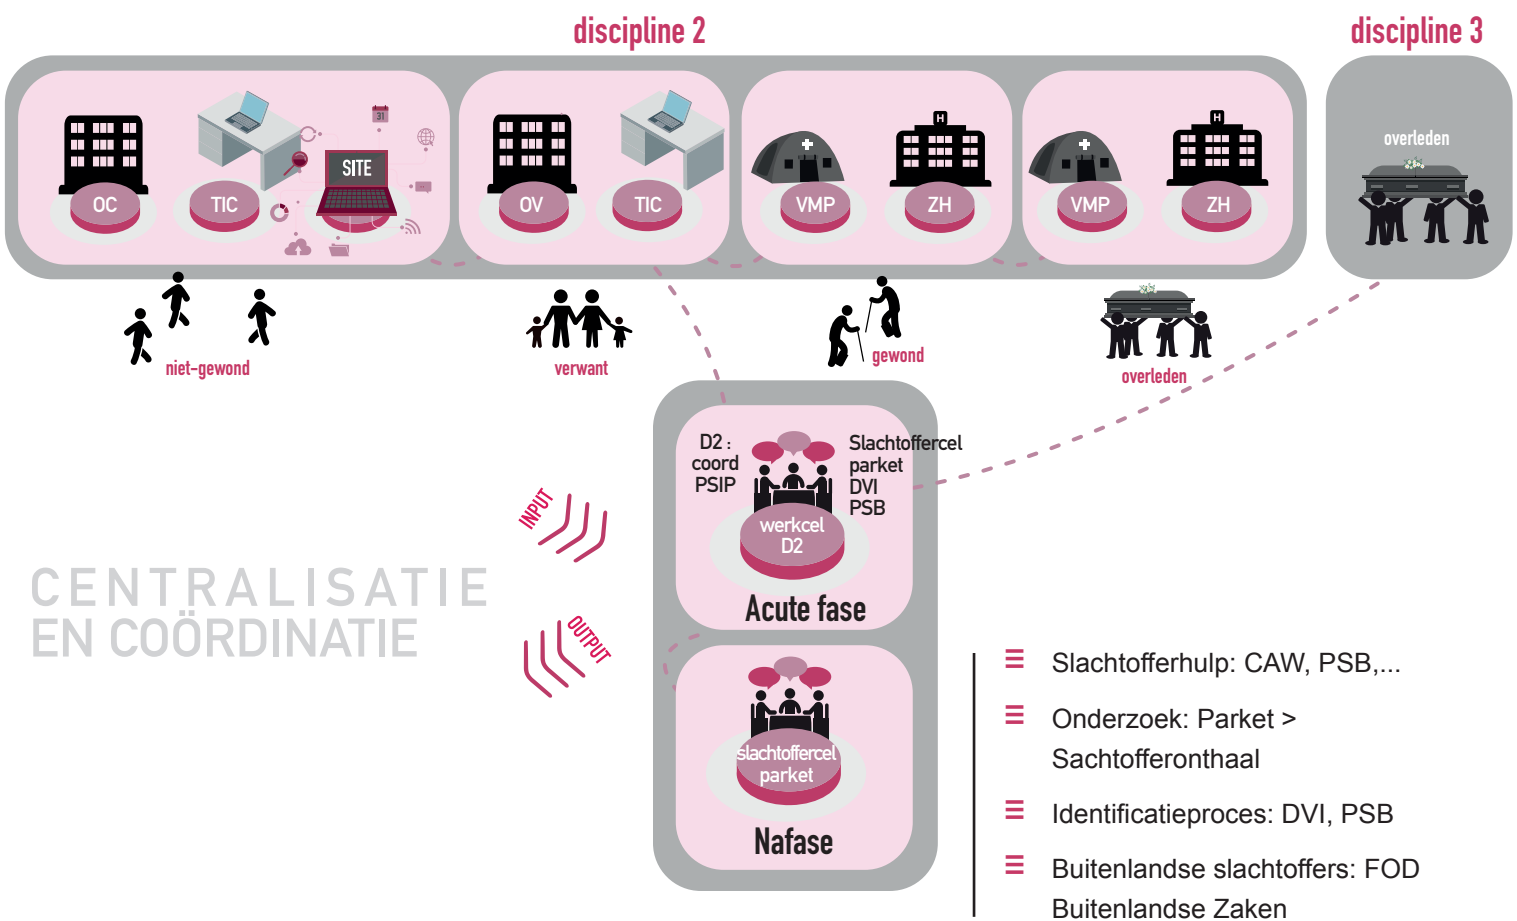 discipline 2
discipline 3
31
SITE
H
H
overleden
OC
TIC
OV
TIC
VMP
ZH
VMP
ZH
niet-gewond
verwant
gewond
overleden
D2 :
coord
PSIP
Slachtoffercel
parket
DVI
PSB
werkcel
D2
Acute fase
INPUT
CENTRALISATIE
EN COÖRDINATIE
OUTPUT
slachtoffercel
parket
Nafase
Slachtofferhulp: CAW, PSB,...
Onderzoek: Parket >
Sachtofferonthaal
Identificatieproces: DVI, PSB
Buitenlandse slachtoffers: FOD
Buitenlandse Zaken